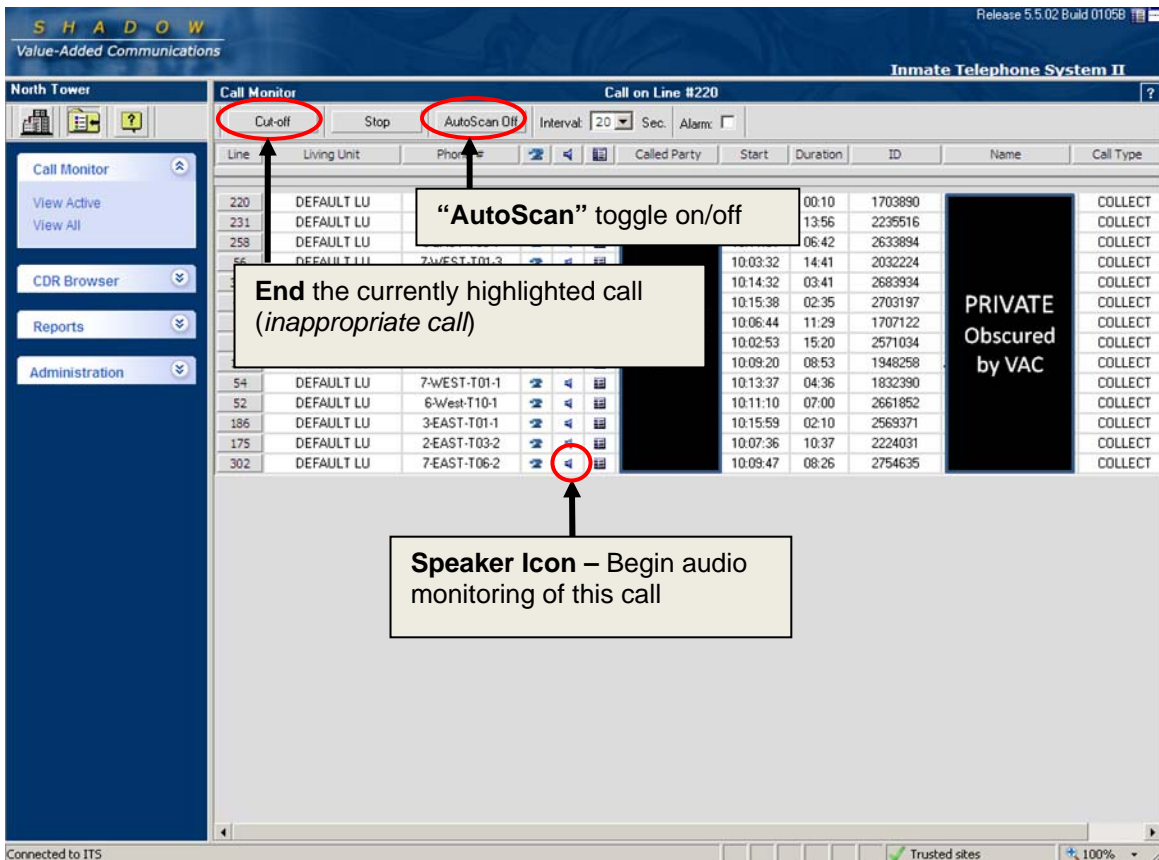 Release 5.5.02 Build 0105B
S H A D O W
Value-Added Communications
Inmate Telephone System II
North Tower
Call Monitor Call on Line #220 ?
Cut-off Stop AutoScan Off Interval: 20 Sec. Alarm:
Line Living Unit Phone # Called Party Start Duration ID Name Call Type
Call Monitor
View Active
View All
CDR Browser
Reports
Administration
220 DEFAULT LU 00:10 1703890 COLLECT
231 DEFAULT LU 13:56 2235516 COLLECT
258 DEFAULT LU 06:42 2633894 COLLECT
56 DEFAULT LU 7-WEST-T01-3 10:03:32 14:41 2032224 COLLECT
10:14:32 03:41 2683934 COLLECT
10:15:38 02:35 2703197 COLLECT
10:06:44 11:29 1707122 COLLECT
10:02:53 15:20 2571034 COLLECT
10:09:20 08:53 1948258 COLLECT
54 DEFAULT LU 7-WEST-T01-1 10:13:37 04:36 1832390 COLLECT
52 DEFAULT LU 6-West-T10-1 10:11:10 07:00 2661852 COLLECT
186 DEFAULT LU 3-EAST-T01-1 10:15:59 02:10 2569371 COLLECT
175 DEFAULT LU 2-EAST-T03-2 10:07:36 10:37 2224031 COLLECT
302 DEFAULT LU 7-EAST-T06-2 10:09:47 08:26 2754635 COLLECT
PRIVATE
Obscured
by VAC
“AutoScan” toggle on/off
End the currently highlighted call
(inappropriate call)
Speaker Icon – Begin audio
monitoring of this call
Connected to ITS Trusted sites 100%